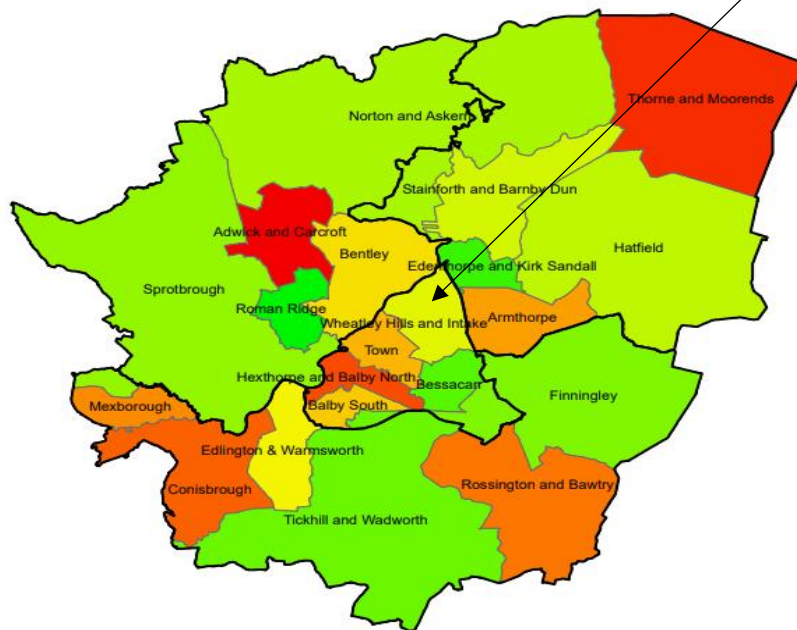 Thorne and Moorends
Norton and Askern
Stainforth and Barnby Dun
Adwick and Carcroft
Bentley
Hatfield
Edenthorpe and Kirk Sandall
Sprotbrough
Roman Ridge
Armthorpe
Wheatley Hills and Intake
Town
Hexthorpe and Balby North
Bessacarr
Finningley
Mexborough
Balby South
Edlington & Warmsworth
Rossington and Bawtry
Conisbrough
Tickhill and Wadworth